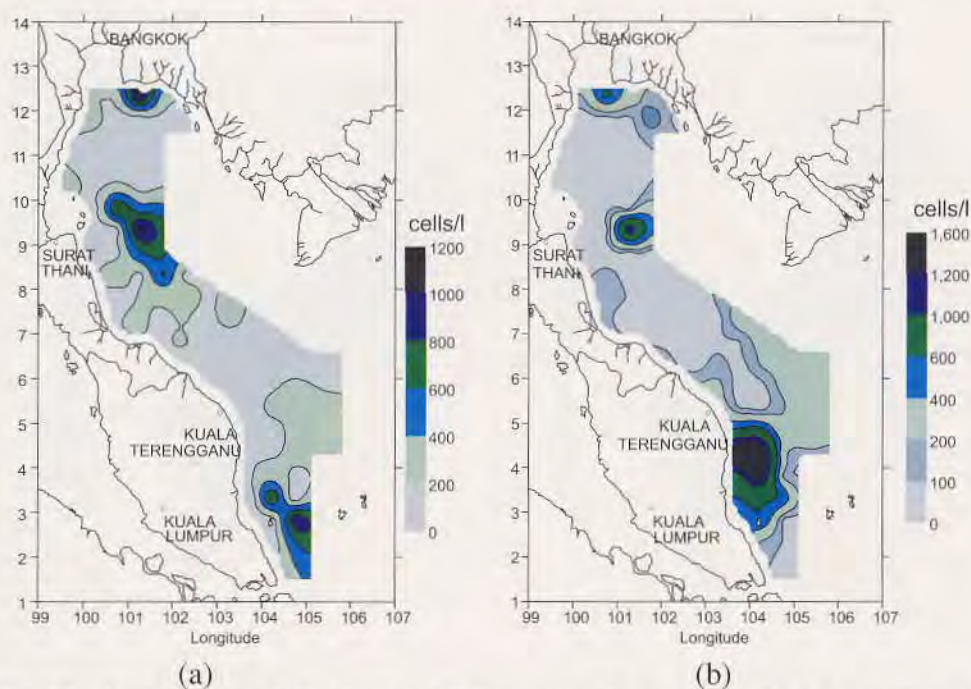 14
13
12
11
10
9
8
7
6
5
4
3
2
1
99 100 101 102 103 104 105 106 107
Longitude
BANGKOK
SURAT
THANI
KUALA
TERENGGANU
KUALA
LUMPUR
cells/l
1200
1000
800
600
400
200
0
(a)
14
13
12
11
10
9
8
7
6
5
4
3
2
1
99 100 101 102 103 104 105 106 107
Longitude
BANGKOK
SURAT
THANI
KUALA
TERENGGANU
KUALA
LUMPUR
cells/l
1,600
1,200
1,000
600
400
200
100
0
(b)